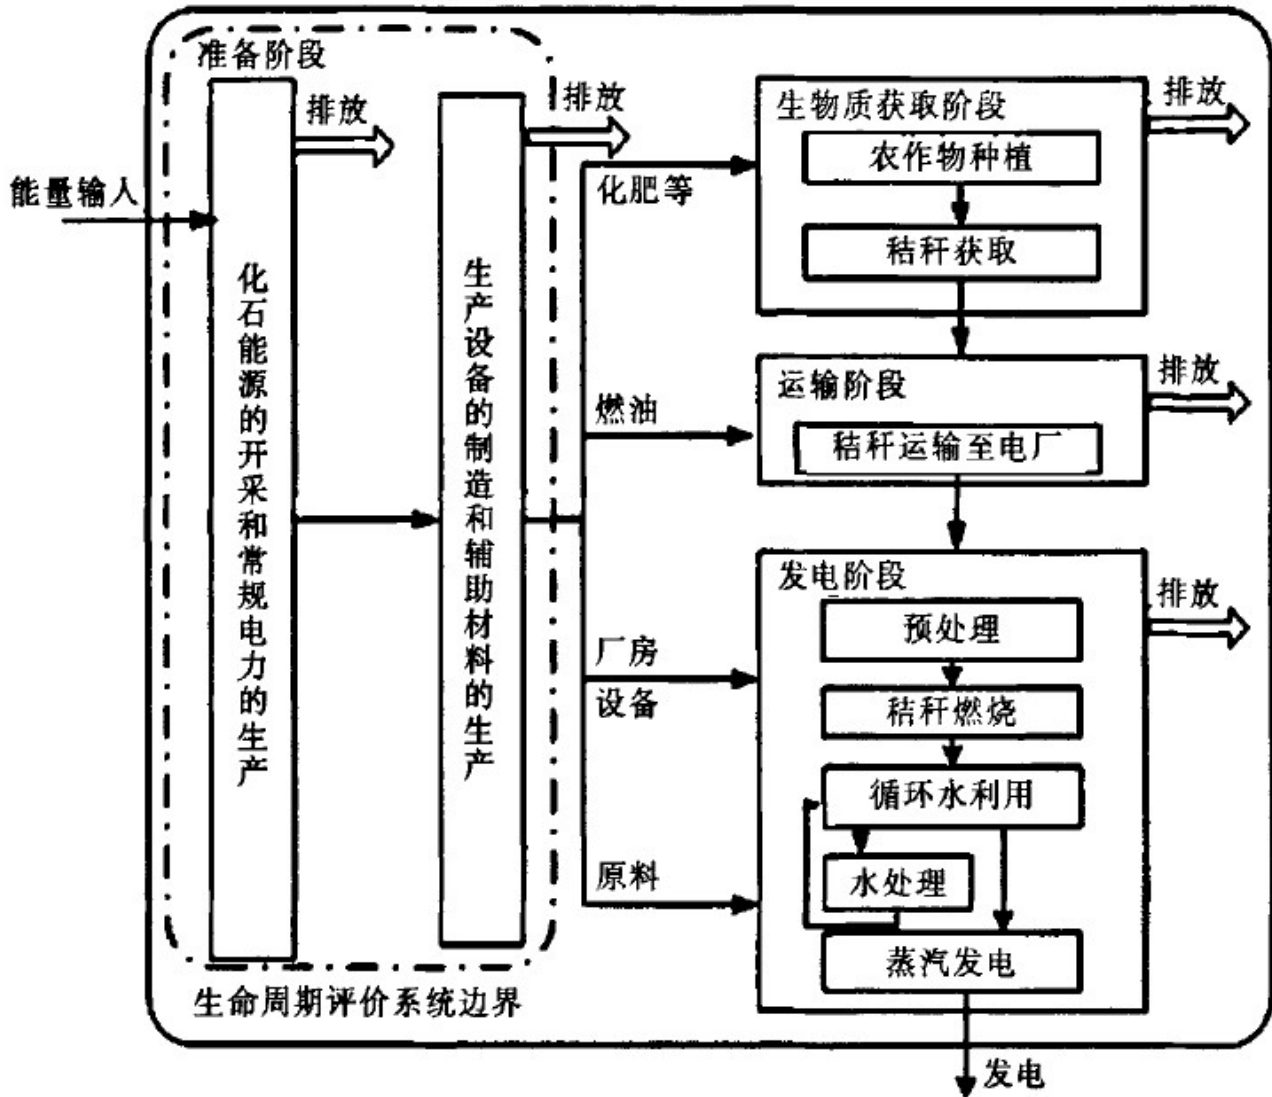 准备阶段
排放
排放
能量输入
化石能源的开采和常规电力的生产
生产设备的制造和辅助材料的生产
化肥等
燃油
厂房
设备
原料
生物质获取阶段
农作物种植
秸秆获取
排放
运输阶段
秸秆运输至电厂
排放
发电阶段
预处理
秸秆燃烧
循环水利用
水处理
蒸汽发电
排放
生命周期评价系统边界
发电